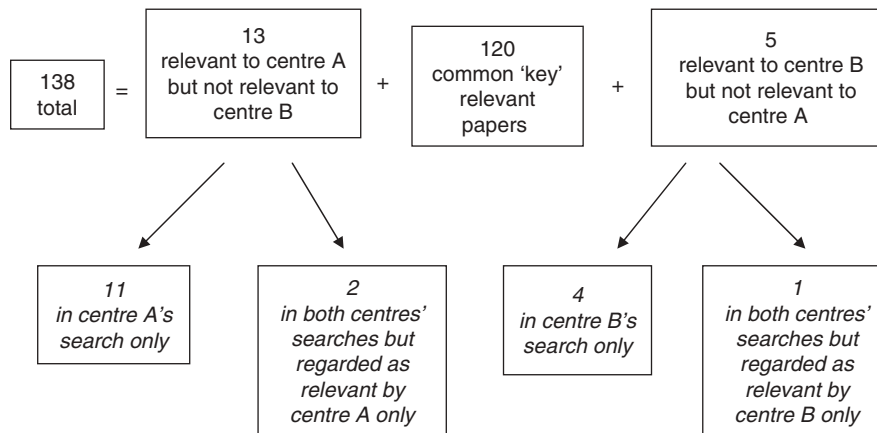 138
total
=
13
relevant to centre A
but not relevant to
centre B
+
120
common ‘key’
relevant
papers
+
5
relevant to centre B
but not relevant to
centre A
11
in centre A’s
search only
2
in both centres’
searches but
regarded as
relevant by
centre A only
4
in centre B’s
search only
1
in both centres’
searches but
regarded as
relevant by
centre B only